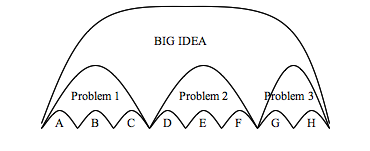 BIG IDEA
Problem 1 Problem 2 Problem 3
A B C D E F G H